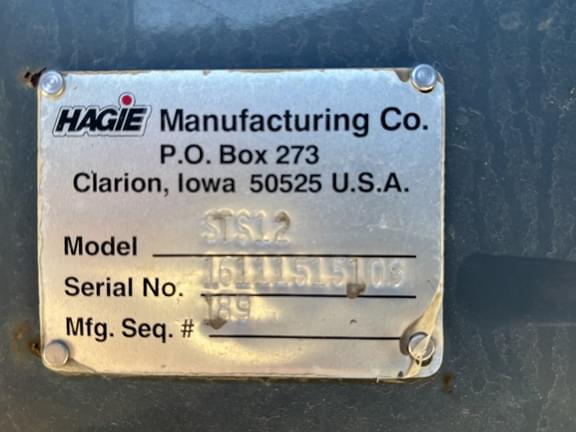 HAGIE Manufacturing Co.
P.O. Box 273
Clarion, Iowa 50525 U.S.A.
Model STS12
Serial No. 16111515109
Mfg. Seq. # 189